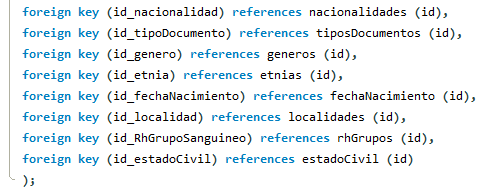 foreign key (id_nacionalidad) references nacionalidades (id),
foreign key (id_tipoDocumento) references tiposDocumentos (id),
foreign key (id_genero) references generos (id),
foreign key (id_etnia) references etnias (id),
foreign key (id_fechaNacimiento) references fechaNacimiento (id),
foreign key (id_localidad) references localidades (id),
foreign key (id_RhGrupoSanguineo) references rhGrupos (id),
foreign key (id_estadoCivil) references estadoCivil (id)
);